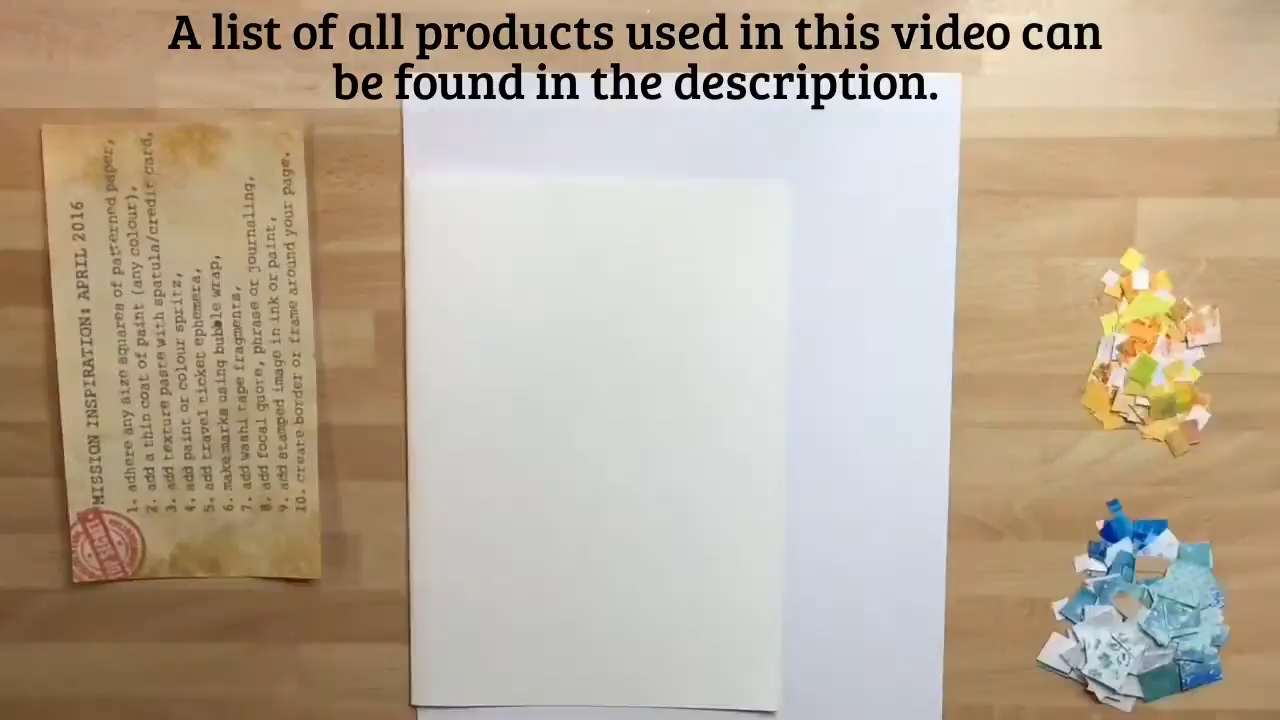 A list of all products used in this video can
be found in the description.
MISSION INSPIRATION: APRIL 2016
1. adhere any size squares of patterned paper,
2. add a thin coat of paint (any colour),
3. add texture paste with spatula/credit card,
4. add paint or colour spritz,
5. add travel ticket ephemera,
6. make marks using bubble wrap,
7. add washi tape fragments,
8. add focal quote, phrase or journaling,
9. add stamped image in ink or paint,
10. create border or frame around your page.
TOP SECRET